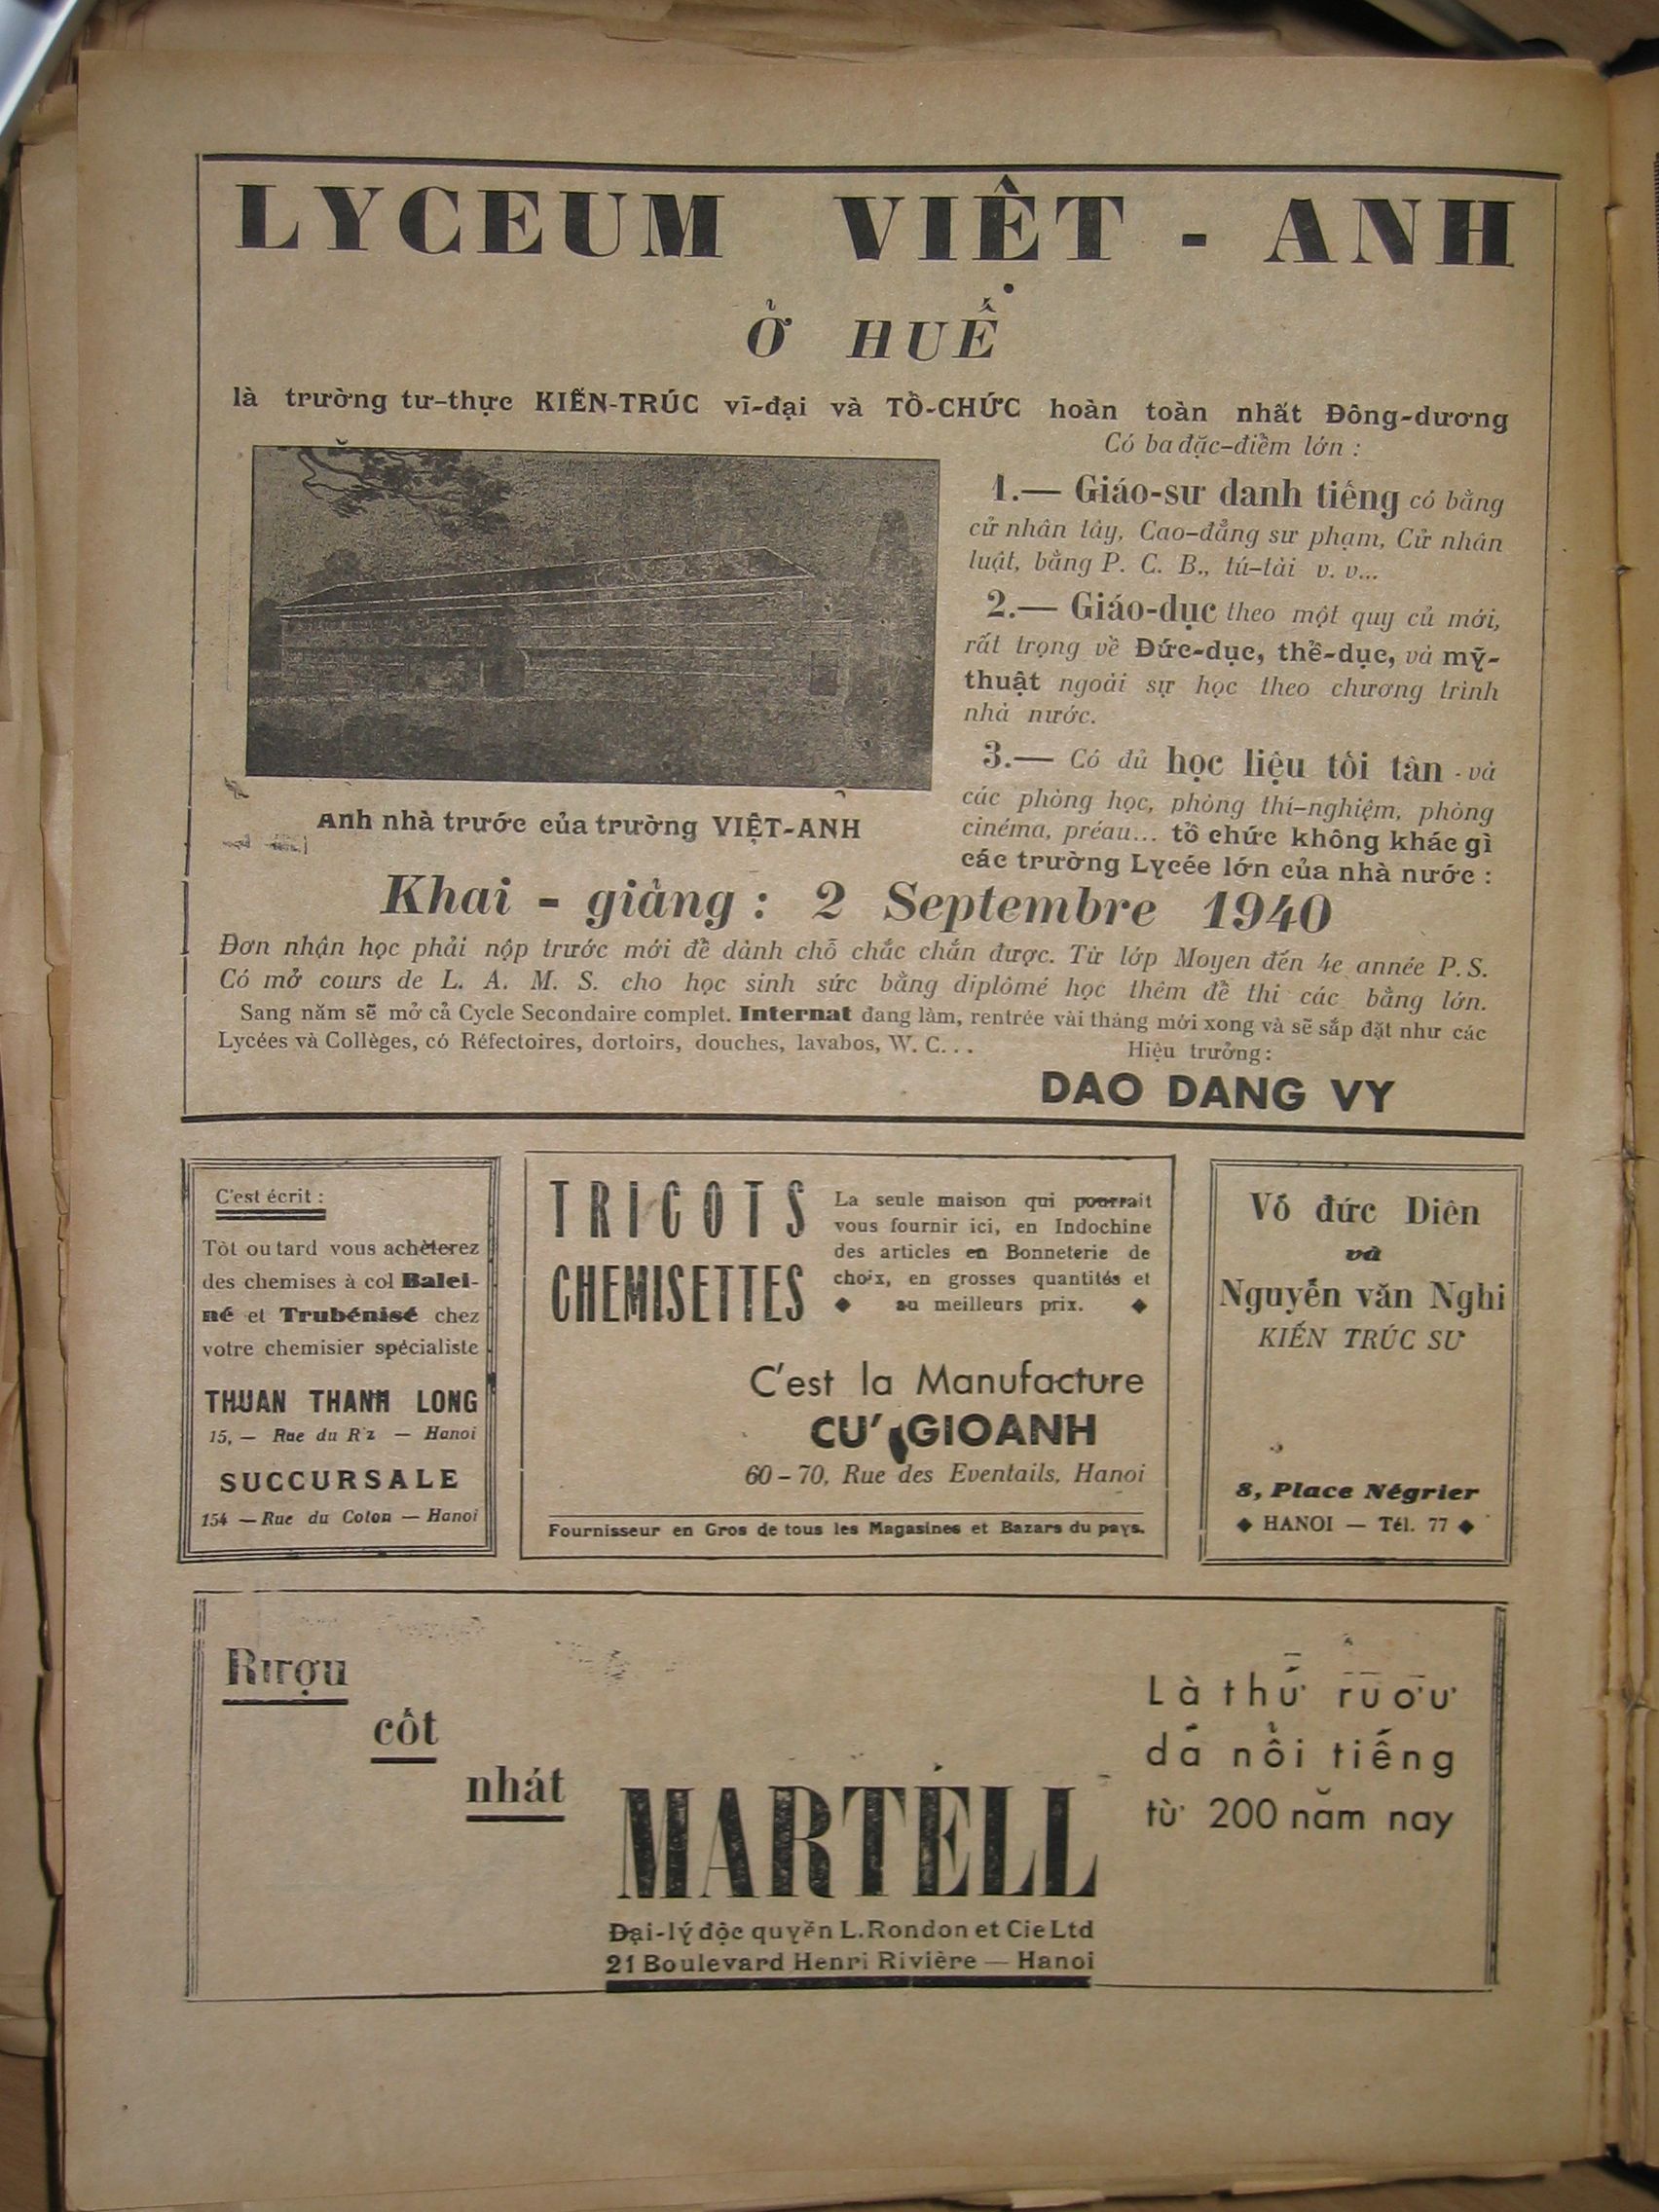 LYCEUM VIỆT - ANH
Ở HUẾ
là trường tư-thục KIẾN-TRÚC vĩ-đại và TỔ-CHỨC hoàn toàn nhất Đông-dương
Có ba đặc-điểm lớn :
1.— Giáo-sư danh tiếng có bằng
cử nhân tây, Cao-đẳng sư phạm, Cử nhân
luật, bằng P. C. B., tú-tài v. v...
2.— Giáo-dục theo một quy củ mới,
rất trọng về Đức-dục, thể-dục, và mỹ-
thuật ngoài sự học theo chương trình
nhà nước.
3.— Có đủ học liệu tối tân và
các phòng học, phòng thí-nghiệm, phòng
cinéma, préau... tổ chức không khác gì
các trường Lycée lớn của nhà nước :
Anh nhà trước của trường VIỆT-ANH
Khai - giảng : 2 Septembre 1940
Đơn nhận học phải nộp trước mới để dành chỗ chắc chắn được. Từ lớp Moyen đến 4e année P. S.
Có mở cours de L. A. M. S. cho học sinh sức bằng diplômé học thêm để thi các bằng lớn.
Sang năm sẽ mở cả Cycle Secondaire complet. Internat đang làm, rentrée vài tháng mới xong và sẽ sắp đặt như các
Lycées và Collèges, có Réfectoires, dortoirs, douches, lavabos, W. C...
Hiệu trưởng :
DAO DANG VY
C'est écrit :
Tôt ou tard vous achèterez
des chemises à col Balei-
né et Trubénisé chez
votre chemisier spécialiste
THUAN THANH LONG
15, — Rue du Riz — Hanoi
SUCCURSALE
154 — Rue du Coton — Hanoi
TRICOTS
CHEMISETTES
La seule maison qui pourrait
vous fournir ici, en Indochine
des articles en Bonneterie de
choix, en grosses quantités et
◆ au meilleurs prix. ◆
C'est la Manufacture
CU' GIOANH
60 – 70, Rue des Eventails, Hanoi
Fournisseur en Gros de tous les Magasines et Bazars du pays.
Võ đức Diên
và
Nguyễn văn Nghi
KIẾN TRÚC SƯ
8, Place Négrier
◆ HANOI — Tél. 77 ◆
Rượu
cốt
nhát
MARTELL
Đại-lý độc quyền L. Rondon et Cie Ltd
21 Boulevard Henri Rivière — Hanoi
Là thứ rươu
dá nổi tiếng
từ 200 năm nay